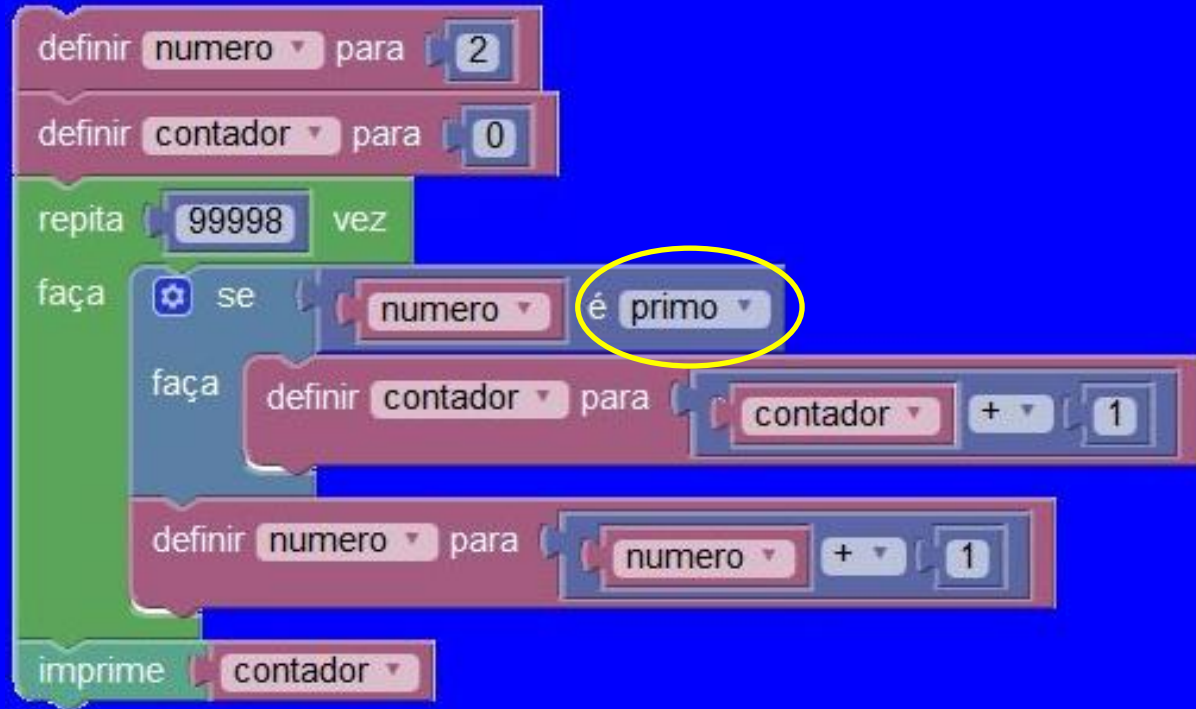 definir numero para 2
definir contador para 0
repita 99998 vez
faça se numero é primo
faça definir contador para contador + 1
definir numero para numero + 1
imprime contador